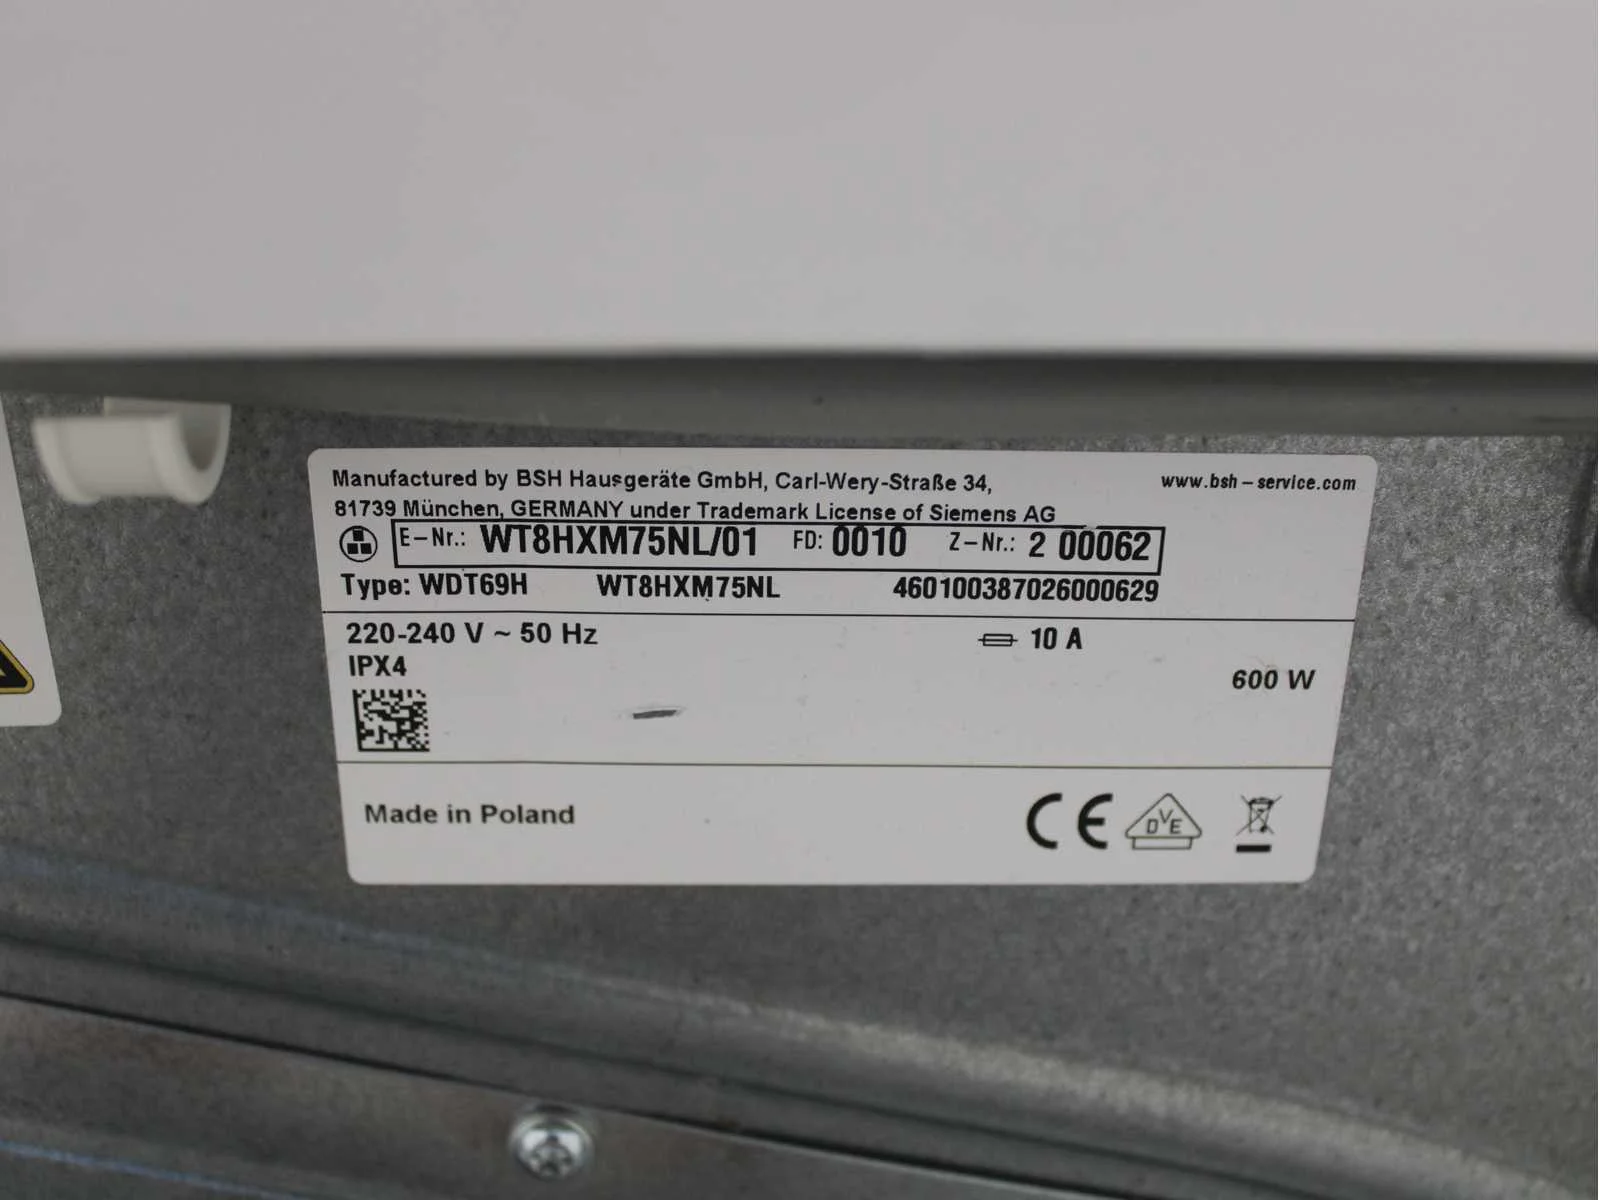 Manufactured by BSH Hausgeräte GmbH, Carl-Wery-Straße 34,
www.bsh-service.com
81739 München, GERMANY under Trademark License of Siemens AG
E-Nr.: WT8HXM75NL/01 FD: 0010 Z-Nr.: 2 00062
Type: WDT69H WT8HXM75NL 460100387026000629
220-240 V ~ 50 Hz 10 A
IPX4
600 W
Made in Poland
CE DVE